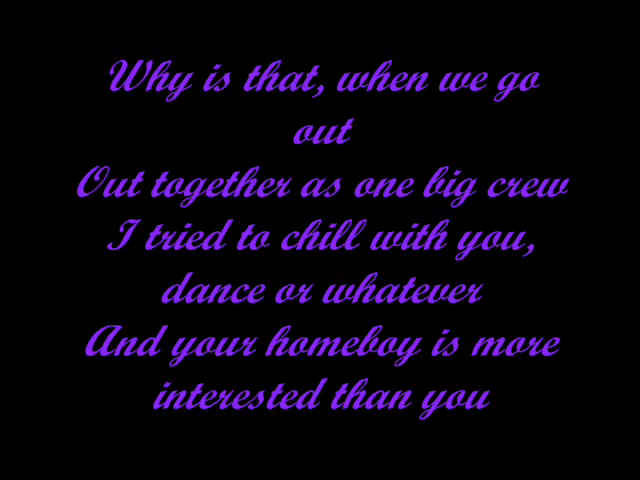 Why is that, when we go
out
Out together as one big crew
I tried to chill with you,
dance or whatever
And your homeboy is more
interested than you